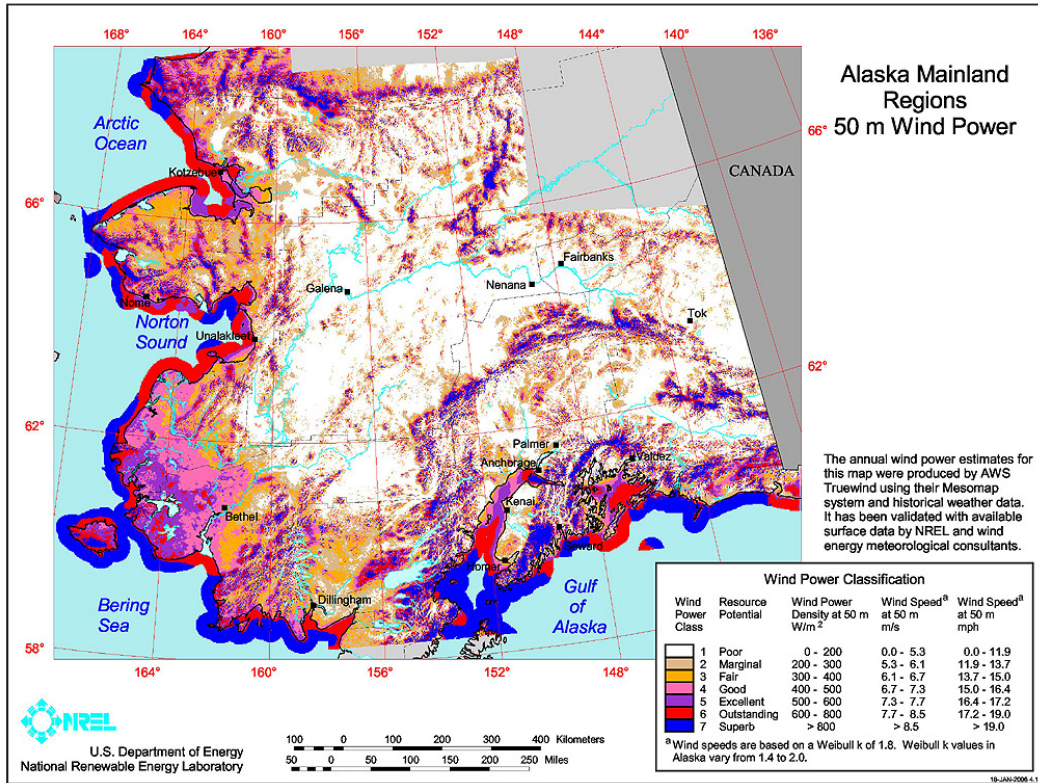 168°
164°
160°
156°
152°
148°
144°
140°
136°
Alaska Mainland
Regions
50 m Wind Power
Arctic
Ocean
66°
CANADA
Kotzebue
66°
Fairbanks
Galena
Nenana
Nome
Tok
Norton
Sound
Unalakleet
62°
62°
Palmer
Anchorage
Valdez
Kenai
Bethel
Seward
Homer
The annual wind power estimates for
this map were produced by AWS
Truewind using their Mesomap
system and historical weather data.
It has been validated with available
surface data by NREL and wind
energy meteorological consultants.
Bering
Sea
Dillingham
Gulf
of
Alaska
58°
164°
160°
156°
152°
148°
Wind Power Classification
Wind Power Class Resource Potential Wind Power Density at 50 m W/m 2 Wind Speed a at 50 m m/s Wind Speed a at 50 m mph
1 Poor 0 - 200 0.0 - 5.3 0.0 - 11.9
2 Marginal 200 - 300 5.3 - 6.1 11.9 - 13.7
3 Fair 300 - 400 6.1 - 6.7 13.7 - 15.0
4 Good 400 - 500 6.7 - 7.3 15.0 - 16.4
5 Excellent 500 - 600 7.3 - 7.7 16.4 - 17.2
6 Outstanding 600 - 800 7.7 - 8.5 17.2 - 19.0
7 Superb > 800 > 8.5 > 19.0
a Wind speeds are based on a Weibull k of 1.8. Weibull k values in
Alaska vary from 1.4 to 2.0.
NREL
U.S. Department of Energy
National Renewable Energy Laboratory
100 0 100 200 300 400 Kilometers
50 0 50 100 150 200 250 Miles